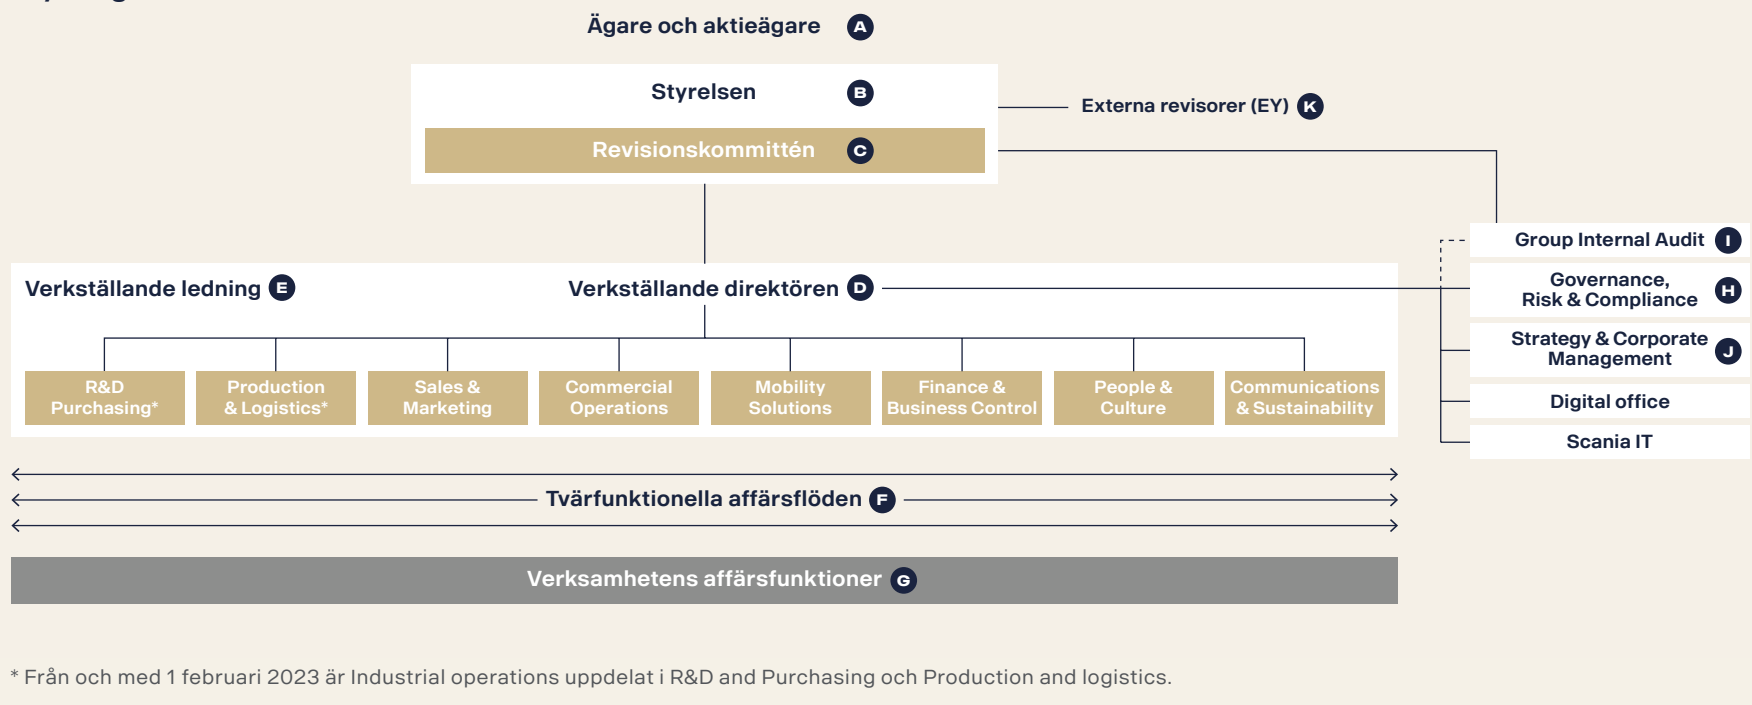 Ägare och aktieägare A
Styrelsen B
Revisionskommittén C
Externa revisorer (EY) K
Group Internal Audit I
Governance,
Risk & Compliance H
Strategy & Corporate
Management J
Digital office
Scania IT
Verkställande ledning E
Verkställande direktören D
R&D
Purchasing*
Production
& Logistics*
Sales &
Marketing
Commercial
Operations
Mobility
Solutions
Finance &
Business Control
People &
Culture
Communications
& Sustainability
Tvärfunktionella affärsflöden F
Verksamhetens affärsfunktioner G
* Från och med 1 februari 2023 är Industrial operations uppdelat i R&D and Purchasing och Production and logistics.